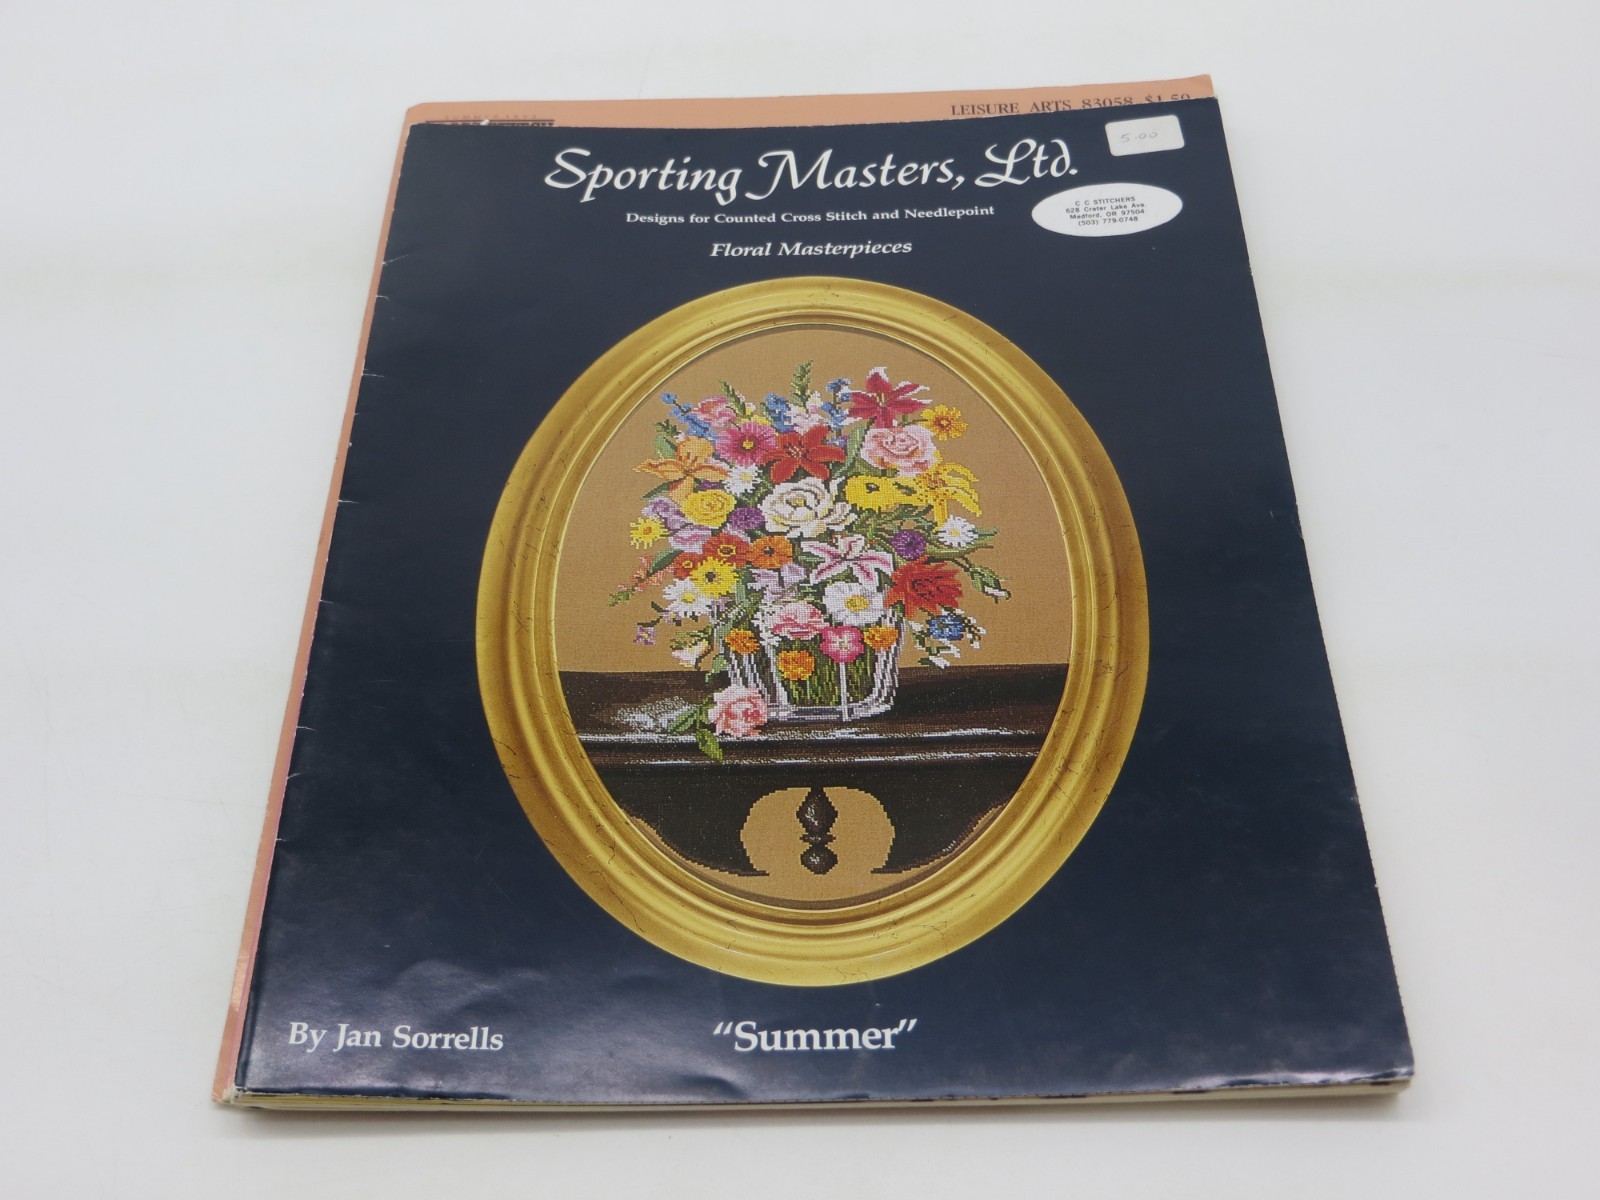 LEISURE ARTS 83058 $1.50
Sporting Masters, Ltd.
5.00
Designs for Counted Cross Stitch and Needlepoint
C C STITCHERS
628 Crater Lake Ave.
Medford, OR 97504
(503) 779-0748
Floral Masterpieces
By Jan Sorrells
"Summer"